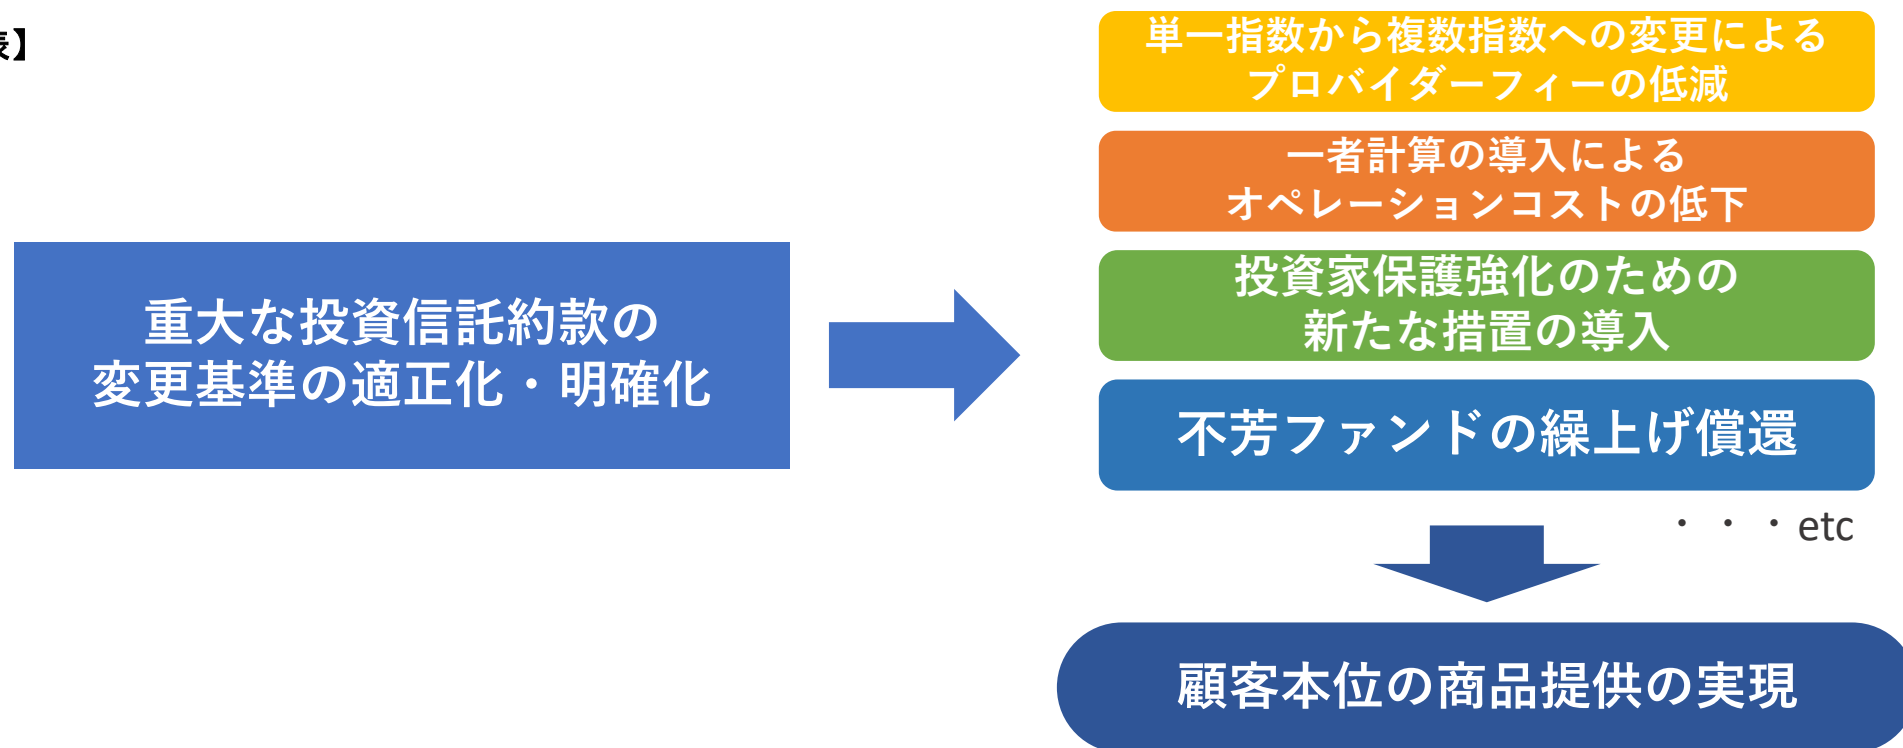 表】
重大な投資信託約款の
変更基準の適正化・明確化
単一指数から複数指数への変更による
プロバイダーフィーの低減
一者計算の導入による
オペレーションコストの低下
投資家保護強化のための
新たな措置の導入
不芳ファンドの繰上げ償還
・・・etc
顧客本位の商品提供の実現